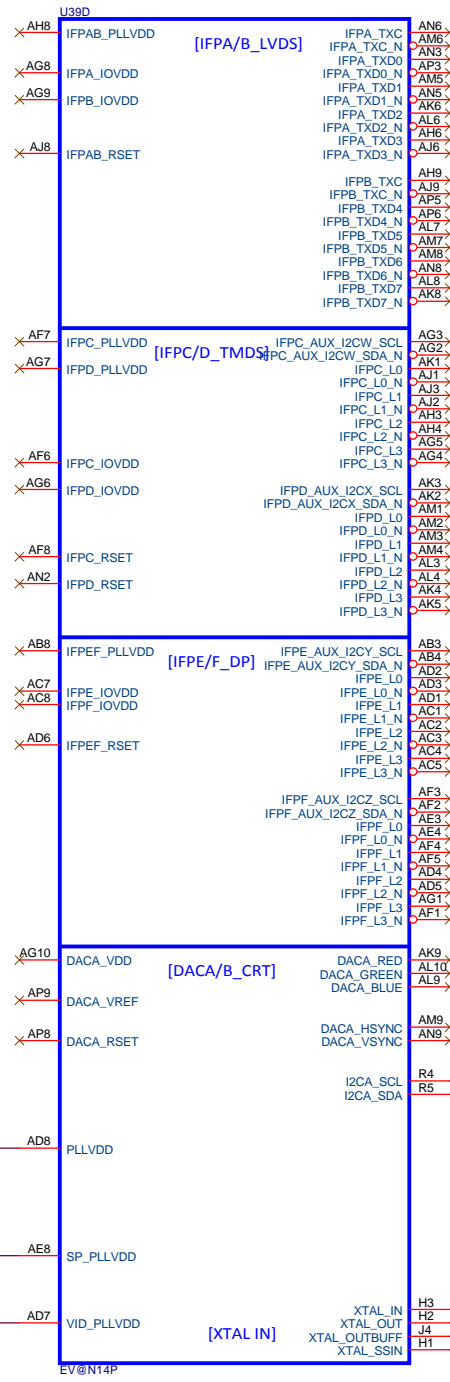 U39D
[IFPA/B_LVDS]
AH8 IFPAB_PLLVDD
AG8 IFPA_IOVDD
AG9 IFPB_IOVDD
AJ8 IFPAB_RSET
IFPA_TXC AN6
IFPA_TXC_N AM6
IFPA_TXD0 AN3
IFPA_TXD0_N AP3
IFPA_TXD1 AM5
IFPA_TXD1_N AN5
IFPA_TXD2 AK6
IFPA_TXD2_N AL6
IFPA_TXD3 AH6
IFPA_TXD3_N AJ6
IFPB_TXC AH9
IFPB_TXC_N AJ9
IFPB_TXD4 AP5
IFPB_TXD4_N AP6
IFPB_TXD5 AL7
IFPB_TXD5_N AM7
IFPB_TXD6 AM8
IFPB_TXD6_N AN8
IFPB_TXD7 AL8
IFPB_TXD7_N AK8
[IFPC/D_TMDS]
AF7 IFPC_PLLVDD
AG7 IFPD_PLLVDD
AF6 IFPC_IOVDD
AG6 IFPD_IOVDD
AF8 IFPC_RSET
AN2 IFPD_RSET
IFPC_AUX_I2CW_SCL AG3
IFPC_AUX_I2CW_SDA_N AG2
IFPC_L0 AK1
IFPC_L0_N AJ1
IFPC_L1 AJ3
IFPC_L1_N AJ2
IFPC_L2 AH3
IFPC_L2_N AH4
IFPC_L3 AG5
IFPC_L3_N AG4
IFPD_AUX_I2CX_SCL AK3
IFPD_AUX_I2CX_SDA_N AK2
IFPD_L0 AM1
IFPD_L0_N AM2
IFPD_L1 AM3
IFPD_L1_N AM4
IFPD_L2 AL3
IFPD_L2_N AL4
IFPD_L3 AK4
IFPD_L3_N AK5
[IFPE/F_DP]
AB8 IFPEF_PLLVDD
AC7 IFPE_IOVDD
AC8 IFPF_IOVDD
AD6 IFPEF_RSET
IFPE_AUX_I2CY_SCL AB3
IFPE_AUX_I2CY_SDA_N AB4
IFPE_L0 AD2
IFPE_L0_N AD3
IFPE_L1 AD1
IFPE_L1_N AC1
IFPE_L2 AC2
IFPE_L2_N AC3
IFPE_L3 AC4
IFPE_L3_N AC5
IFPF_AUX_I2CZ_SCL AF3
IFPF_AUX_I2CZ_SDA_N AF2
IFPF_L0 AE3
IFPF_L0_N AE4
IFPF_L1 AF4
IFPF_L1_N AF5
IFPF_L2 AD4
IFPF_L2_N AD5
IFPF_L3 AG1
IFPF_L3_N AF1
[DACA/B_CRT]
AG10 DACA_VDD
AP9 DACA_VREF
AP8 DACA_RSET
DACA_RED AK9
DACA_GREEN AL10
DACA_BLUE AL9
DACA_HSYNC AM9
DACA_VSYNC AN9
I2CA_SCL R4
I2CA_SDA R5
AD8 PLLVDD
AE8 SP_PLLVDD
AD7 VID_PLLVDD
[XTAL IN]
XTAL_IN H3
XTAL_OUT H2
XTAL_OUTBUFF J4
XTAL_SSIN H1
EV@N14P